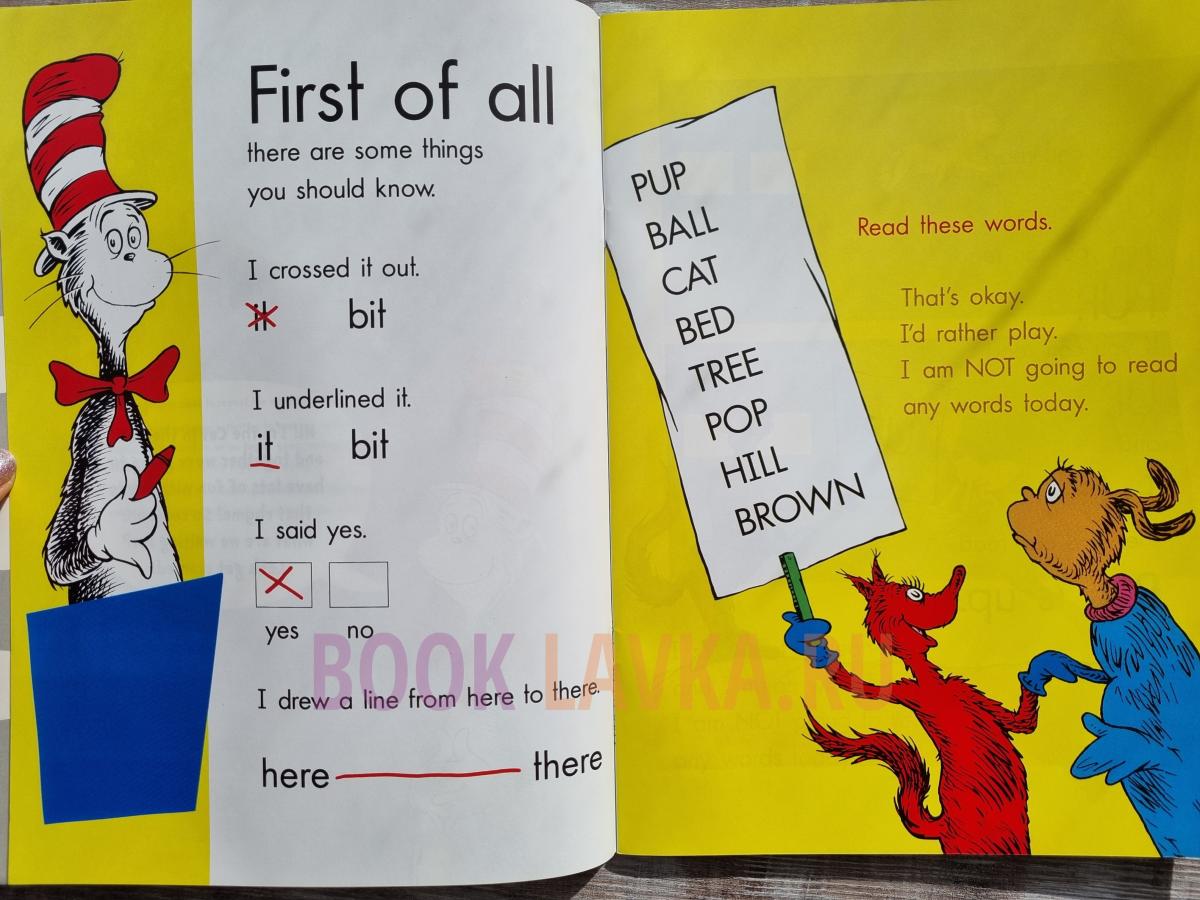 First of all
there are some things
you should know.
I crossed it out.
it bit
I underlined it.
it bit
I said yes.
yes no
I drew a line from here to there.
here there
PUP
BALL
CAT
BED
TREE
POP
HILL
BROWN
Read these words.
That's okay.
I'd rather play.
I am NOT going to read
any words today.
BOOK LAVKA.RU